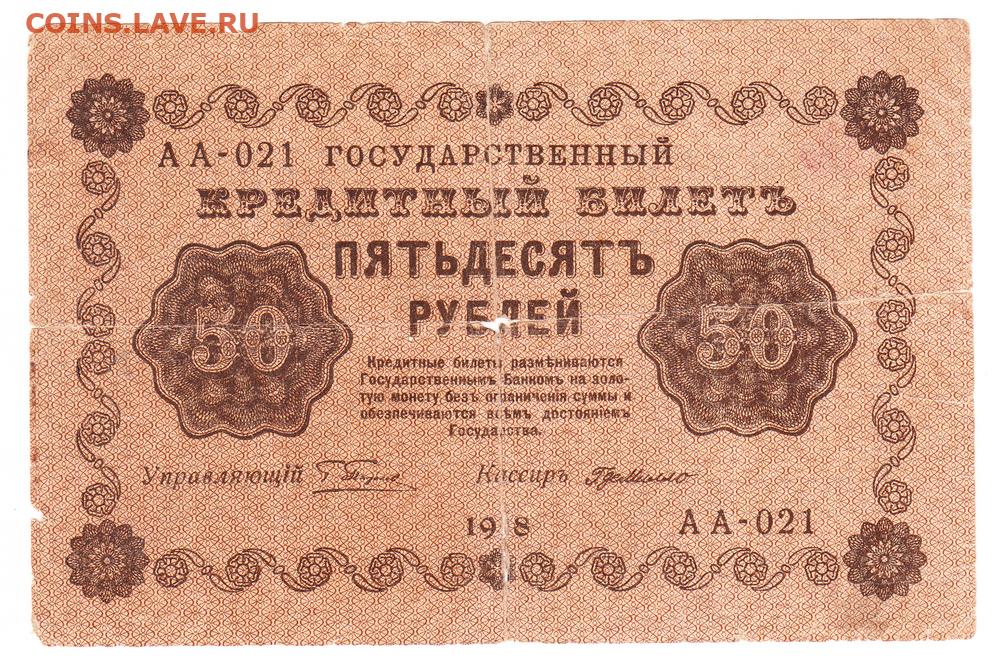 COINS.LAVE.RU
АА-021 ГОСУДАРСТВЕННЫЙ
КРЕДИТНЫЙ БИЛЕТЪ
ПЯТЬДЕСЯТЪ
РУБЛЕЙ
50 50
Кредитные билеты размѣниваются
Государственнымъ Банкомъ на золо-
тую монету безъ ограниченія суммы и
обезпечиваются всѣмъ достояніемъ
Государства.
Управляющій Кассиръ
1918 АА-021